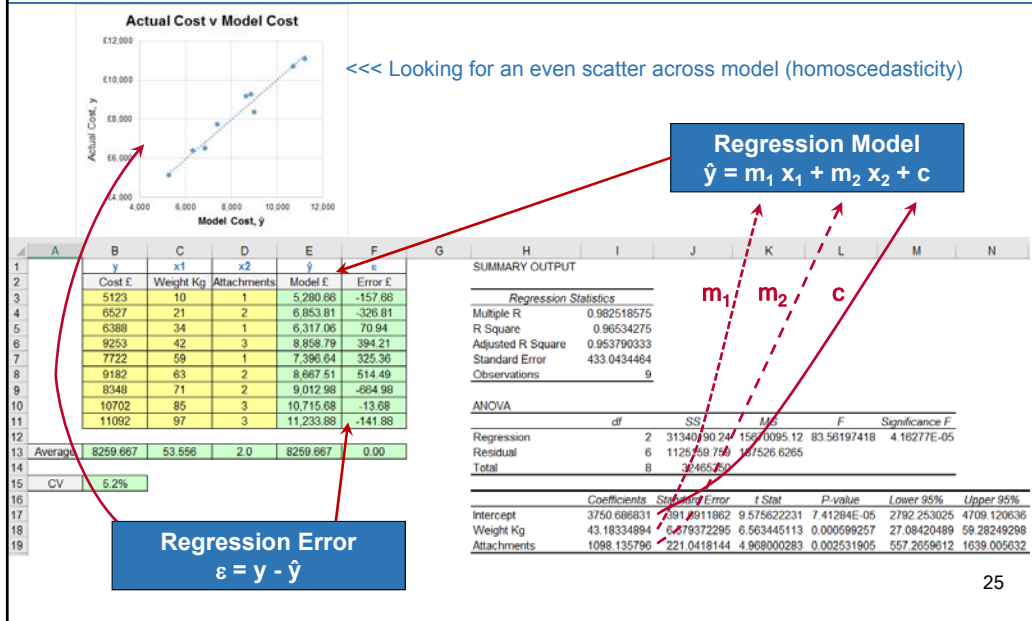 Actual Cost v Model Cost
£12,000
£10,000
£8,000
£6,000
£4,000
Actual Cost, y
4,000 6,000 8,000 10,000 12,000
Model Cost, ŷ
<<< Looking for an even scatter across model (homoscedasticity)
Regression Model
ŷ = m₁ x₁ + m₂ x₂ + c
A B C D E F G H I J K L M N
1 y x1 x2 ŷ ε SUMMARY OUTPUT
2 Cost £ Weight Kg Attachments Model £ Error £
3 5123 10 1 5,280.66 -157.66 Regression Statistics
m₁ m₂ c
4 6527 21 2 6,853.81 -326.81 Multiple R 0.982518575
5 6388 34 1 6,317.06 70.94 R Square 0.96534275
6 9253 42 3 8,858.79 394.21 Adjusted R Square 0.953790333
7 7722 59 1 7,396.64 325.36 Standard Error 433.0434464
8 9182 63 2 8,667.51 514.49 Observations 9
9 8348 71 2 9,012.98 -664.98
10 10702 85 3 10,715.68 -13.68 ANOVA
11 11092 97 3 11,233.88 -141.88 df SS MS F Significance F
12 Regression 2 15670095.12 83.56197418 4.16277E-05
13 Average 8259.667 53.556 2.0 8259.667 0.00 Residual 6
14 Total 8
15 CV 5.2%
16 Coefficients Standard Error t Stat P-value Lower 95% Upper 95%
17 Intercept 3750.686831 9.575622231 7.41284E-05 2792.253025 4709.120636
18 Weight Kg 43.18334894 6.563445113 0.000599257 27.08420489 59.28249298
19 Attachments 1098.135796 221.0418144 4.968000283 0.002531905 557.2659612 1639.005632
Regression Error
ε = y - ŷ
25